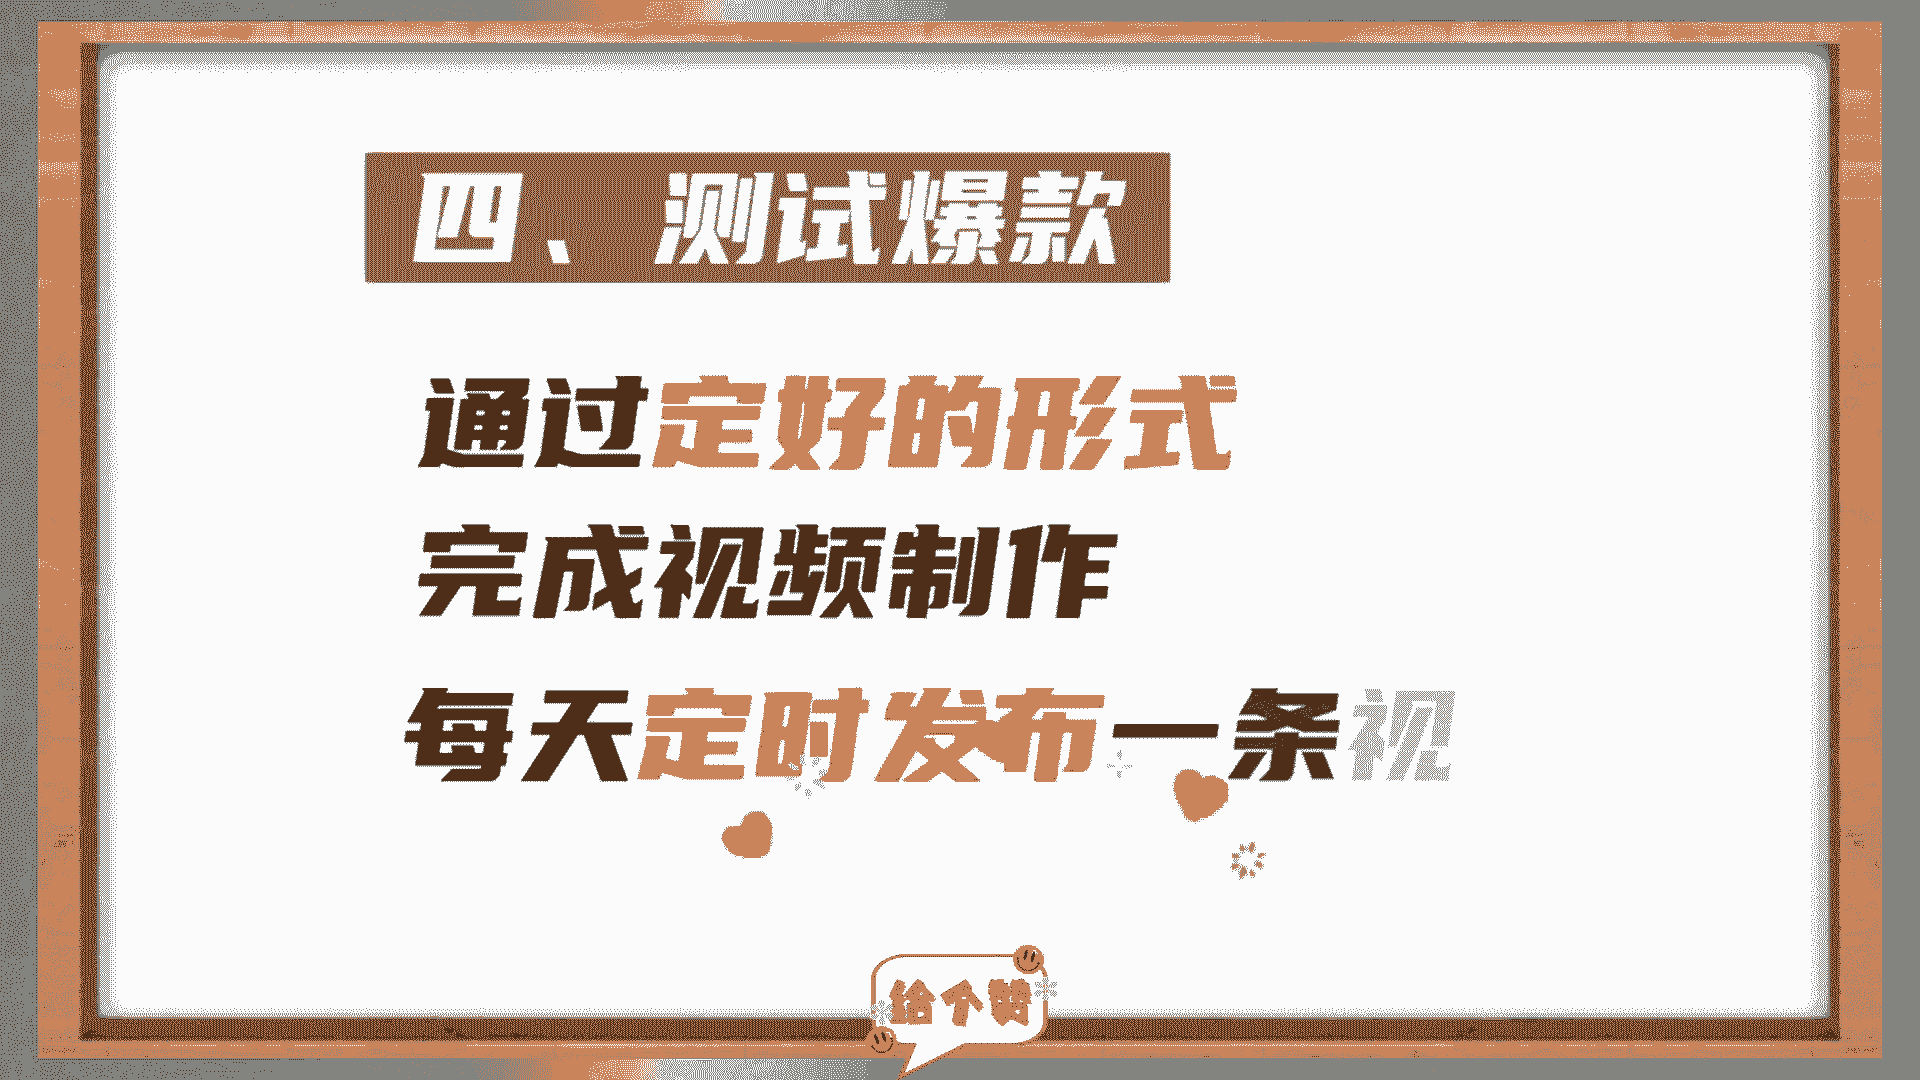 四、测试爆款
通过定好的形式
完成视频制作
每天定时发布一条视
给个赞